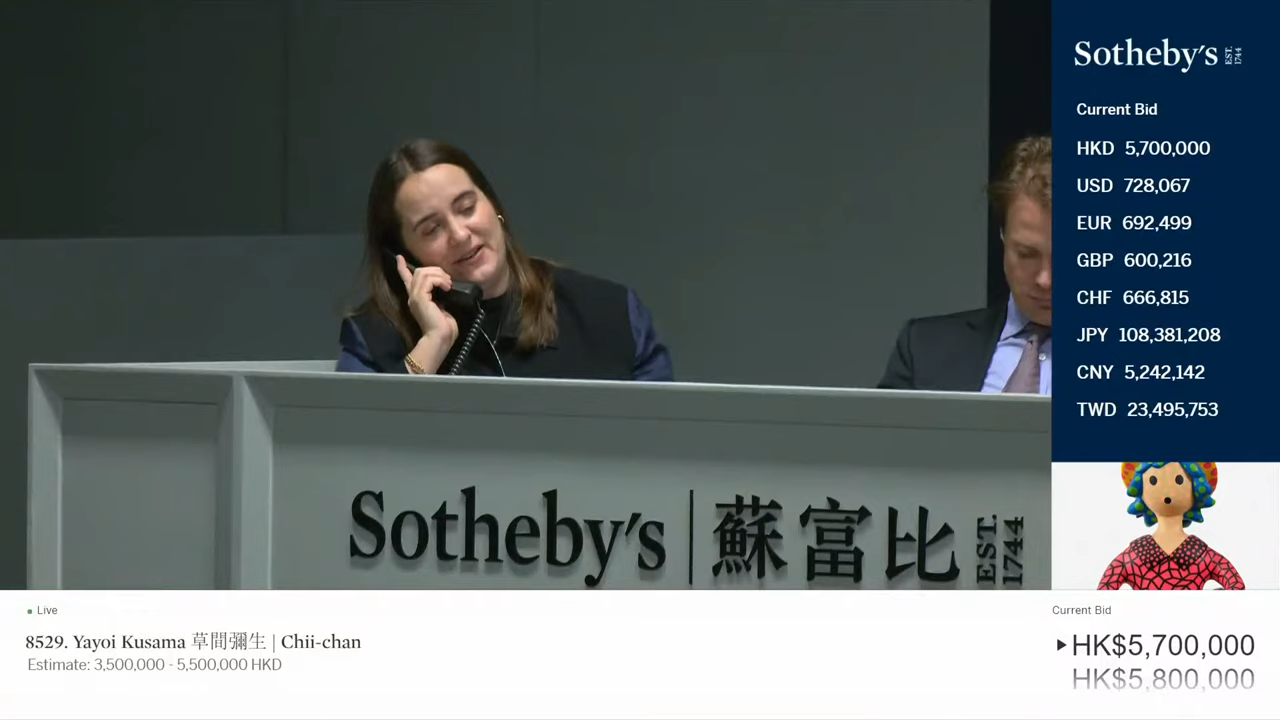 Sotheby's EST. 1744
Current Bid
HKD 5,700,000
USD 728,067
EUR 692,499
GBP 600,216
CHF 666,815
JPY 108,381,208
CNY 5,242,142
TWD 23,495,753
Sotheby's | 蘇富比 EST. 1744
Live
8529. Yayoi Kusama 草間彌生 | Chii-chan
Estimate: 3,500,000 - 5,500,000 HKD
Current Bid
HK$5,700,000
HK$5,800,000